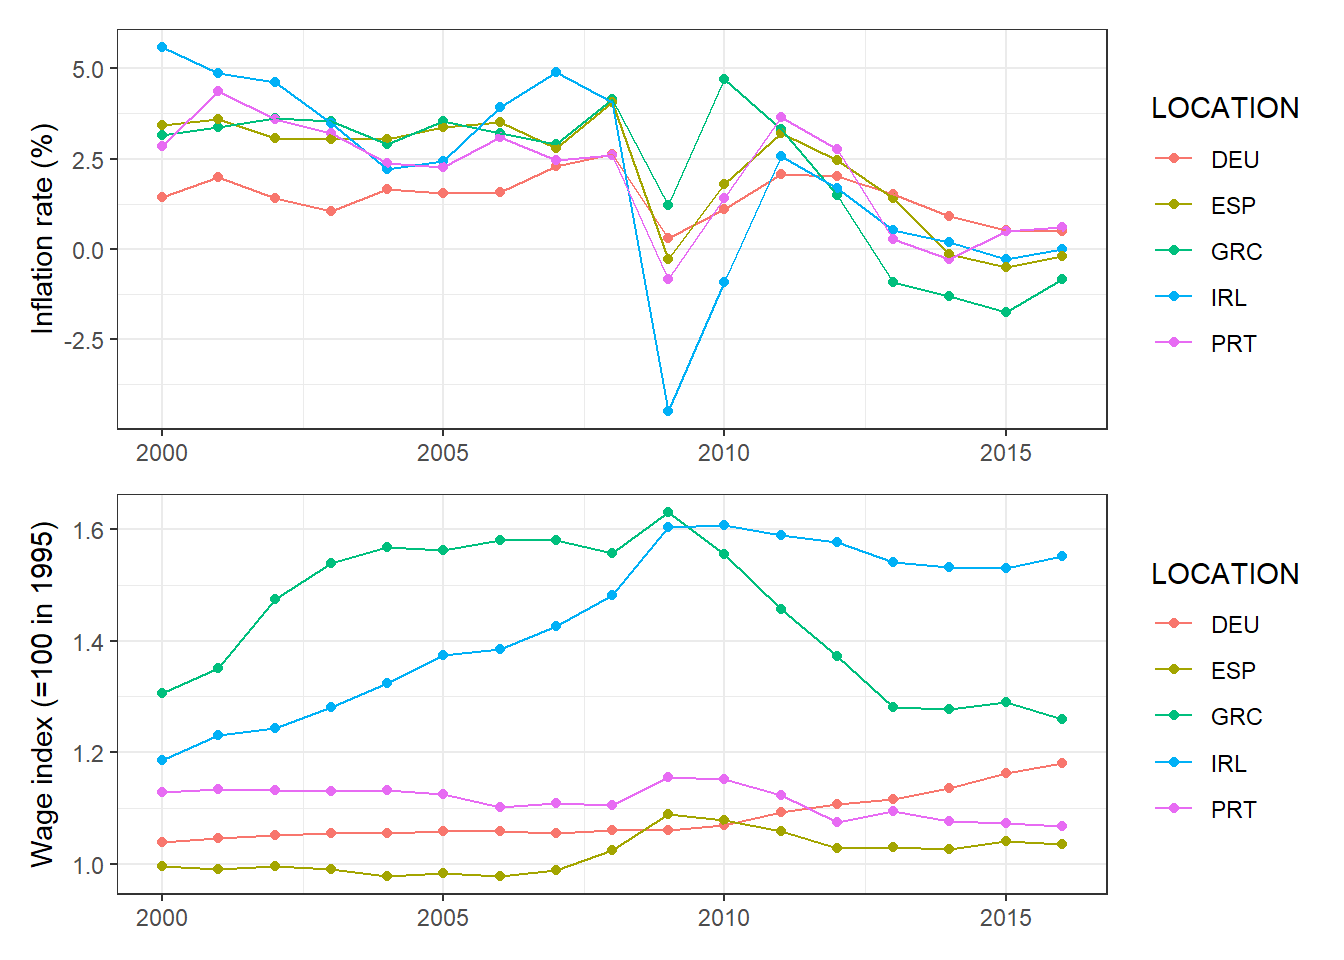 Inflation rate (%)
5.0
2.5
0.0
-2.5
2000 2005 2010 2015
LOCATION
DEU
ESP
GRC
IRL
PRT
Wage index (=100 in 1995)
1.6
1.4
1.2
1.0
2000 2005 2010 2015
LOCATION
DEU
ESP
GRC
IRL
PRT